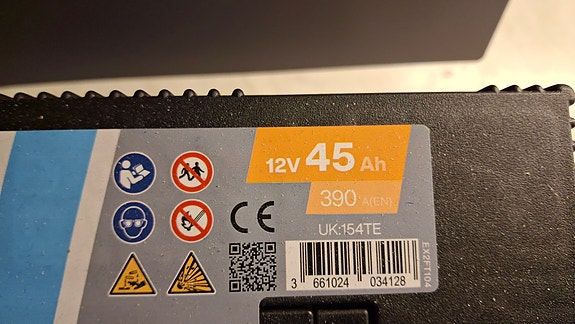 12V 45 Ah
390 A(EN)
CE
UK:154TE
3 661024 034128
EX2FT104